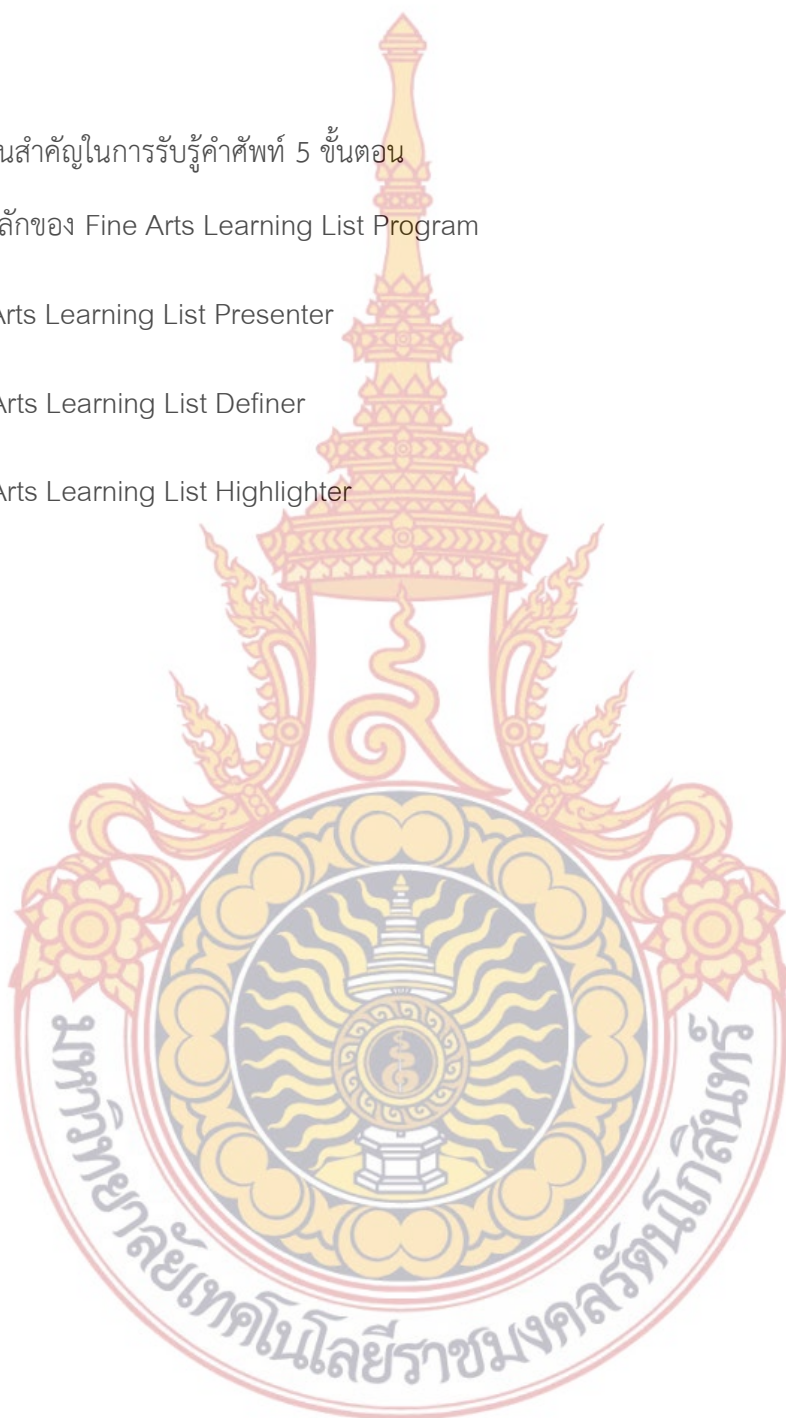 นสำคัญในการรับรู้คำศัพท์ 5 ขั้นตอน
ลักของ Fine Arts Learning List Program
Arts Learning List Presenter
Arts Learning List Definer
Arts Learning List Highlighter
มหาวิทยาลัยเทคโนโลยีราชมงคลรัตนโกสินทร์